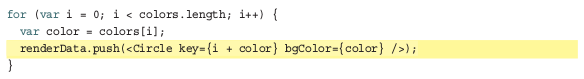 for (var i = 0; i < colors.length; i++) {
  var color = colors[i];
  renderData.push(<Circle key={i + color} bgColor={color} />);
}